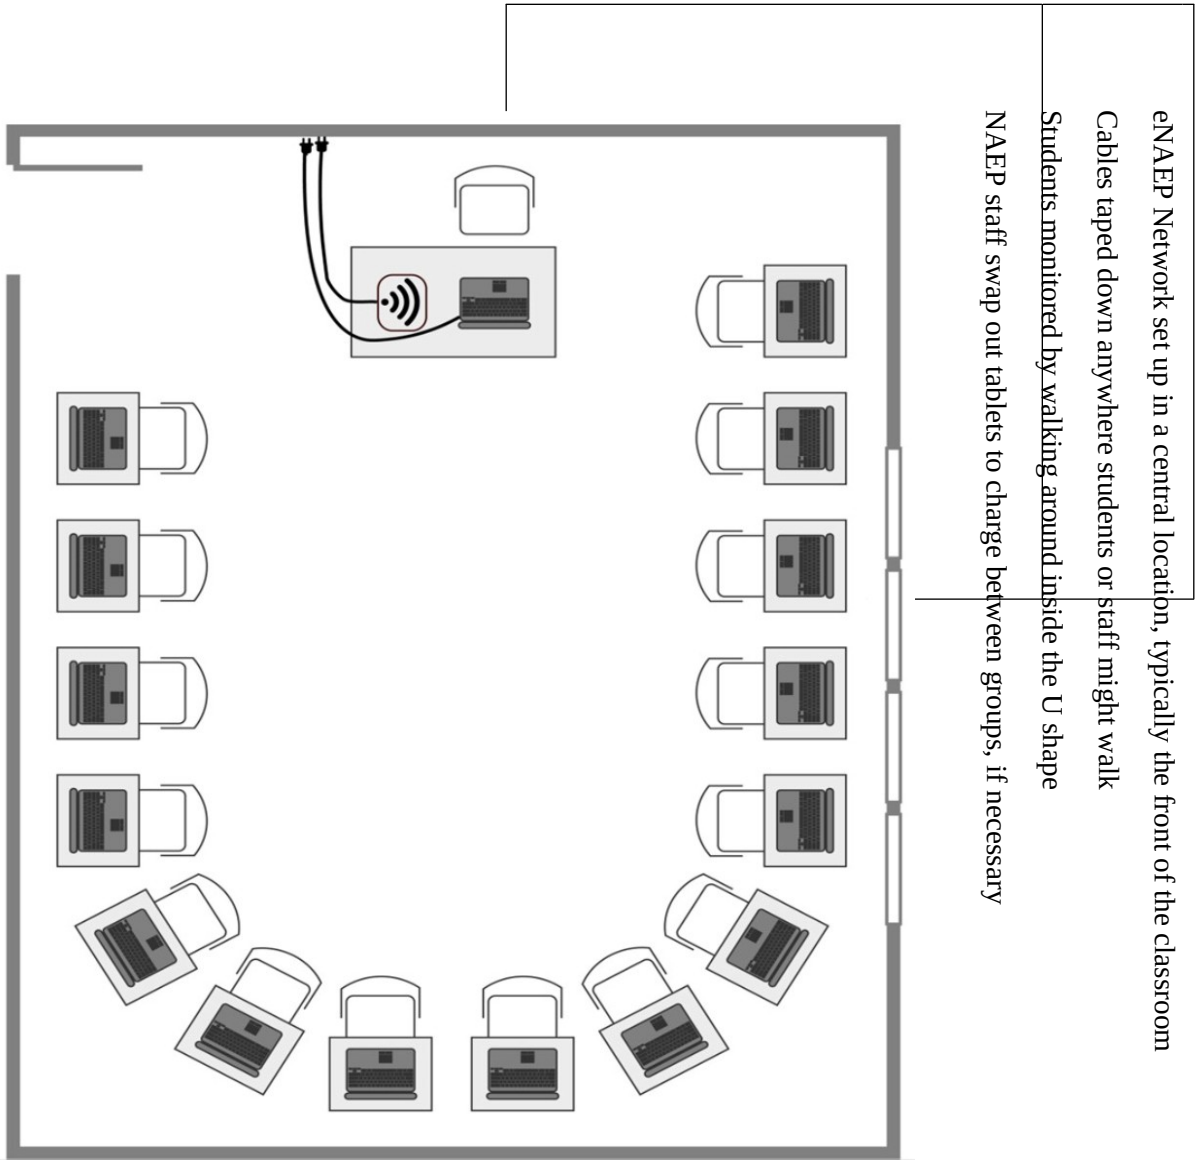 eNAEP Network set up in a central location, typically the front of the classroom
Cables taped down anywhere students or staff might walk
Students monitored by walking around inside the U shape
NAEP staff swap out tablets to charge between groups, if necessary